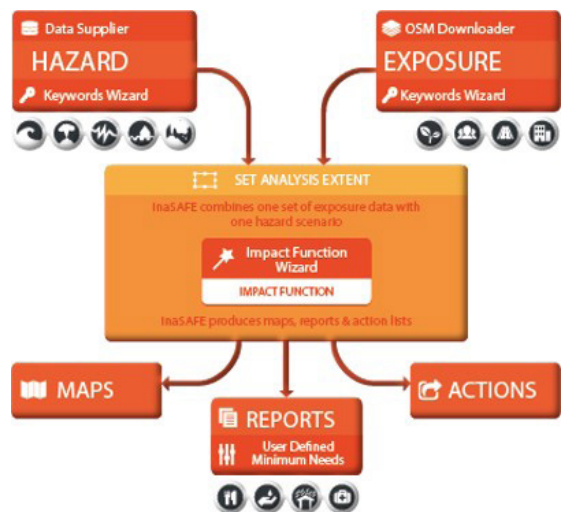 Data Supplier
HAZARD
Keywords Wizard
OSM Downloader
EXPOSURE
Keywords Wizard
SET ANALYSIS EXTENT
InaSAFE combines one set of exposure data with
one hazard scenario
Impact Function
Wizard
IMPACT FUNCTION
InaSAFE produces maps, reports & action lists
MAPS
REPORTS
User Defined
Minimum Needs
ACTIONS